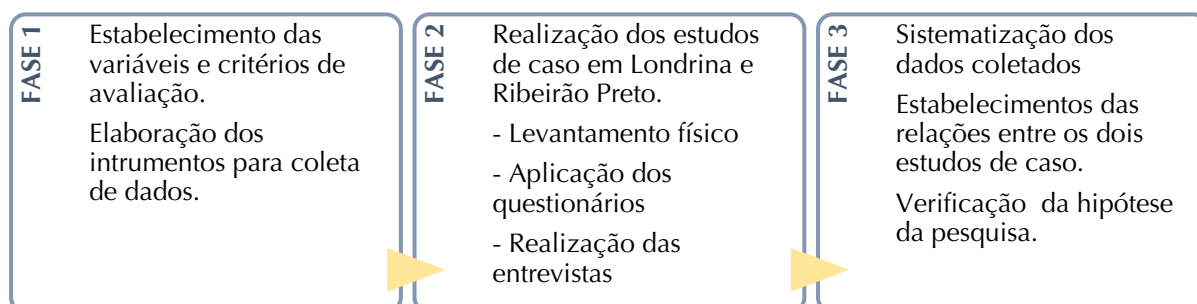 FASE 1
Estabelecimento das
variáveis e critérios de
avaliação.
Elaboração dos
intrumentos para coleta
de dados.
FASE 2
Realização dos estudos
de caso em Londrina e
Ribeirão Preto.
- Levantamento físico
- Aplicação dos
questionários
- Realização das
entrevistas
FASE 3
Sistematização dos
dados coletados
Estabelecimentos das
relações entre os dois
estudos de caso.
Verificação da hipótese
da pesquisa.